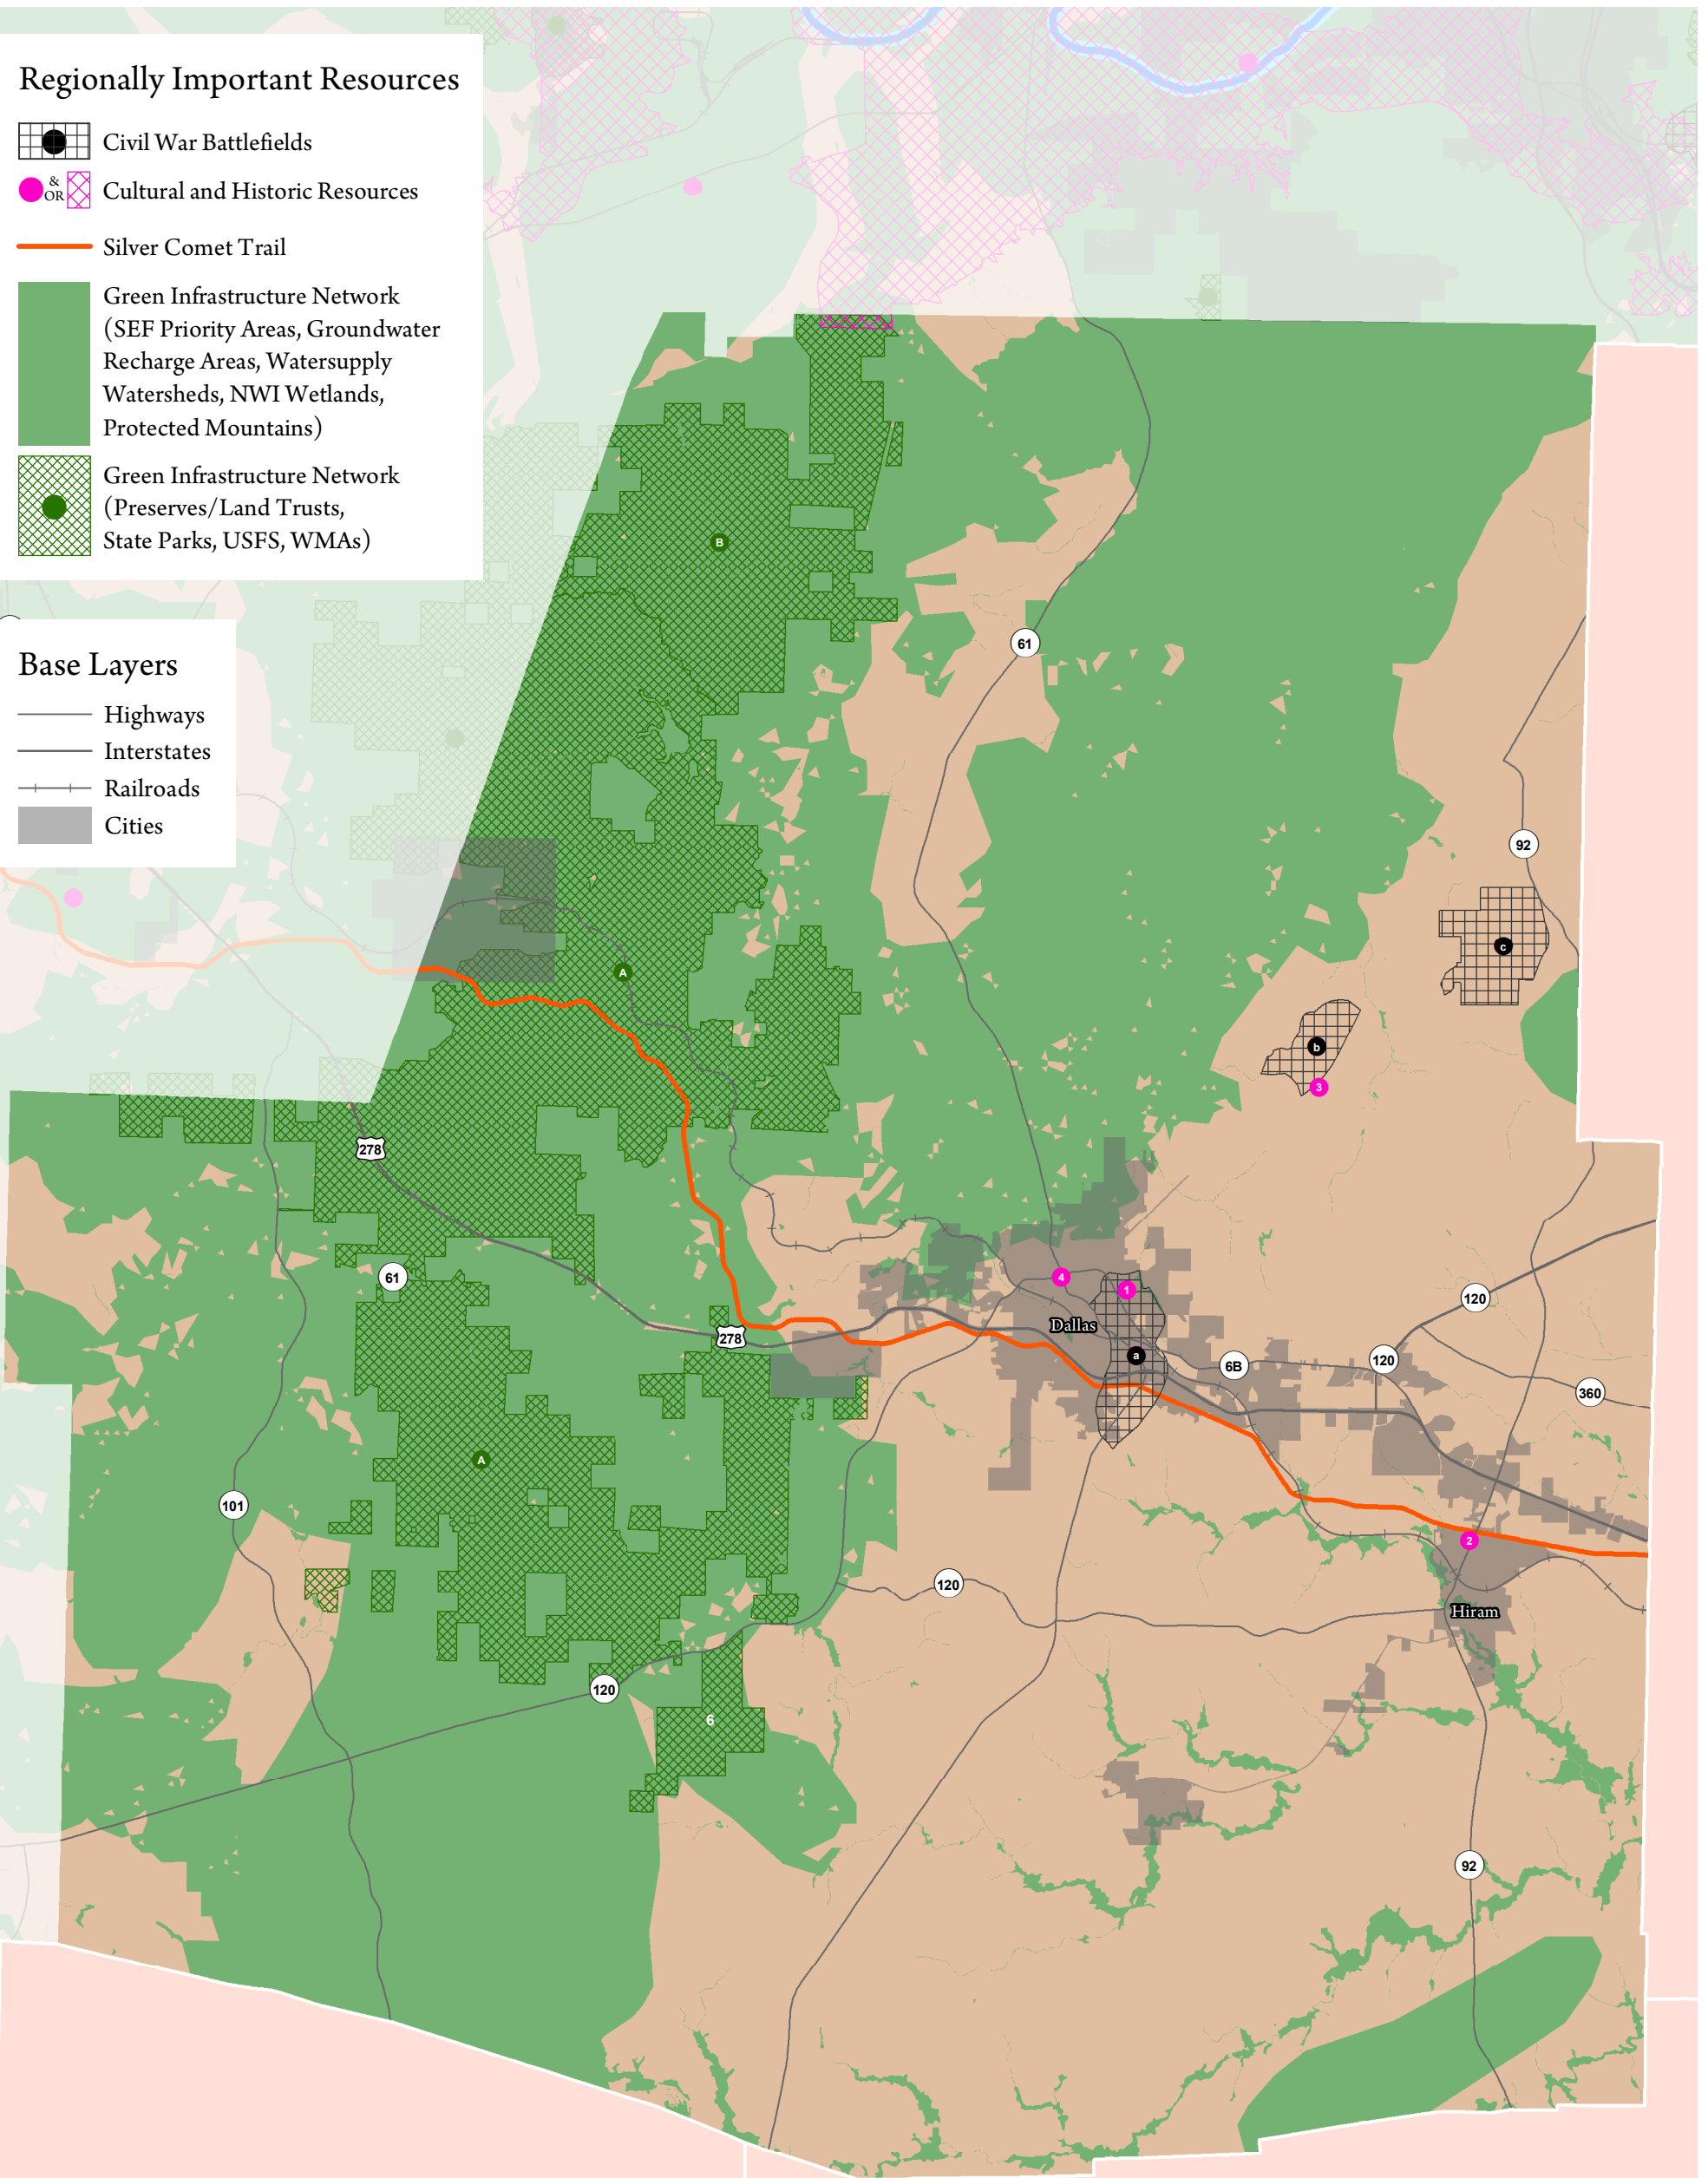 Regionally Important Resources
Civil War Battlefields
&
OR
Cultural and Historic Resources
Silver Comet Trail
Green Infrastructure Network
(SEF Priority Areas, Groundwater
Recharge Areas, Watersupply
Watersheds, NWI Wetlands,
Protected Mountains)
Green Infrastructure Network
(Preserves/Land Trusts,
State Parks, USFS, WMAs)
Base Layers
Highways
Interstates
Railroads
Cities
B
61
92
c
A
b
3
278
61
4
1
120
Dallas
278
a
6B
120
360
A
101
2
120
Hiram
120
6
92